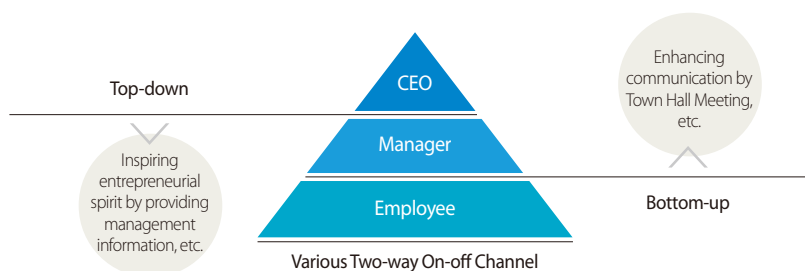 Top-down
Inspiring
entrepreneurial
spirit by providing
management
information, etc.
CEO
Manager
Employee
Various Two-way On-off Channel
Enhancing
communication by
Town Hall Meeting,
etc.
Bottom-up